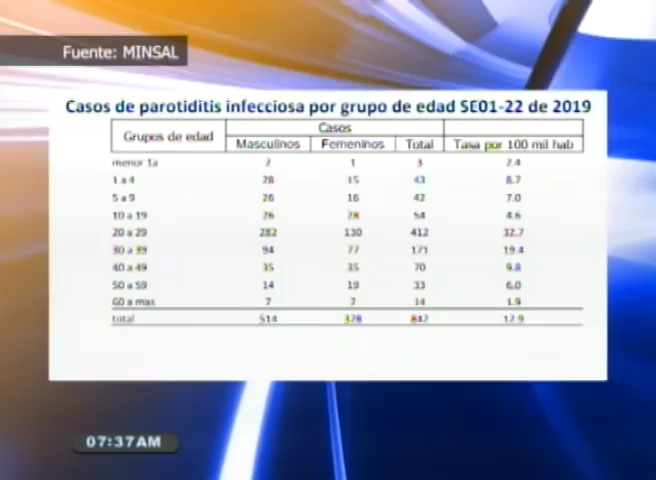 Fuente: MINSAL
Casos de parotiditis infecciosa por grupo de edad SE01-22 de 2019
Grupos de edad Casos Tasa por 100 mil hab
Masculinos Femeninos Total
menor 1a 2 1 3 2.4
1 a 4 28 15 43 8.7
5 a 9 26 16 42 7.0
10 a 19 26 28 54 4.6
20 a 29 282 130 412 32.7
30 a 39 94 77 171 19.4
40 a 49 35 35 70 9.8
50 a 59 14 19 33 6.0
60 a mas 7 7 14 1.9
total 514 328 842 12.9
07:37AM